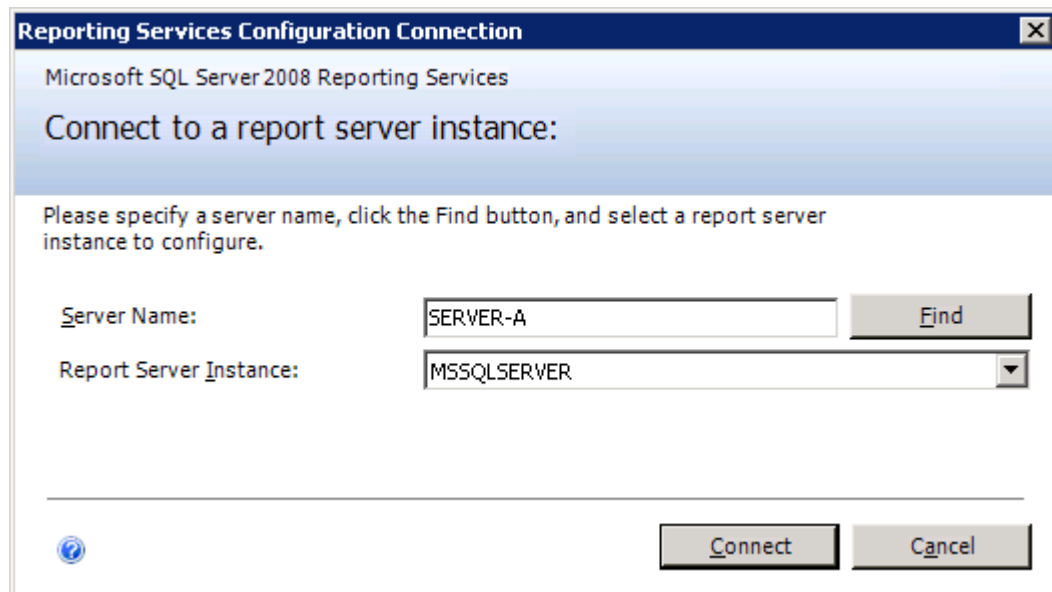 Reporting Services Configuration Connection
Microsoft SQL Server 2008 Reporting Services
Connect to a report server instance:
Please specify a server name, click the Find button, and select a report server
instance to configure.
Server Name: SERVER-A Find
Report Server Instance: MSSQLSERVER
Connect Cancel